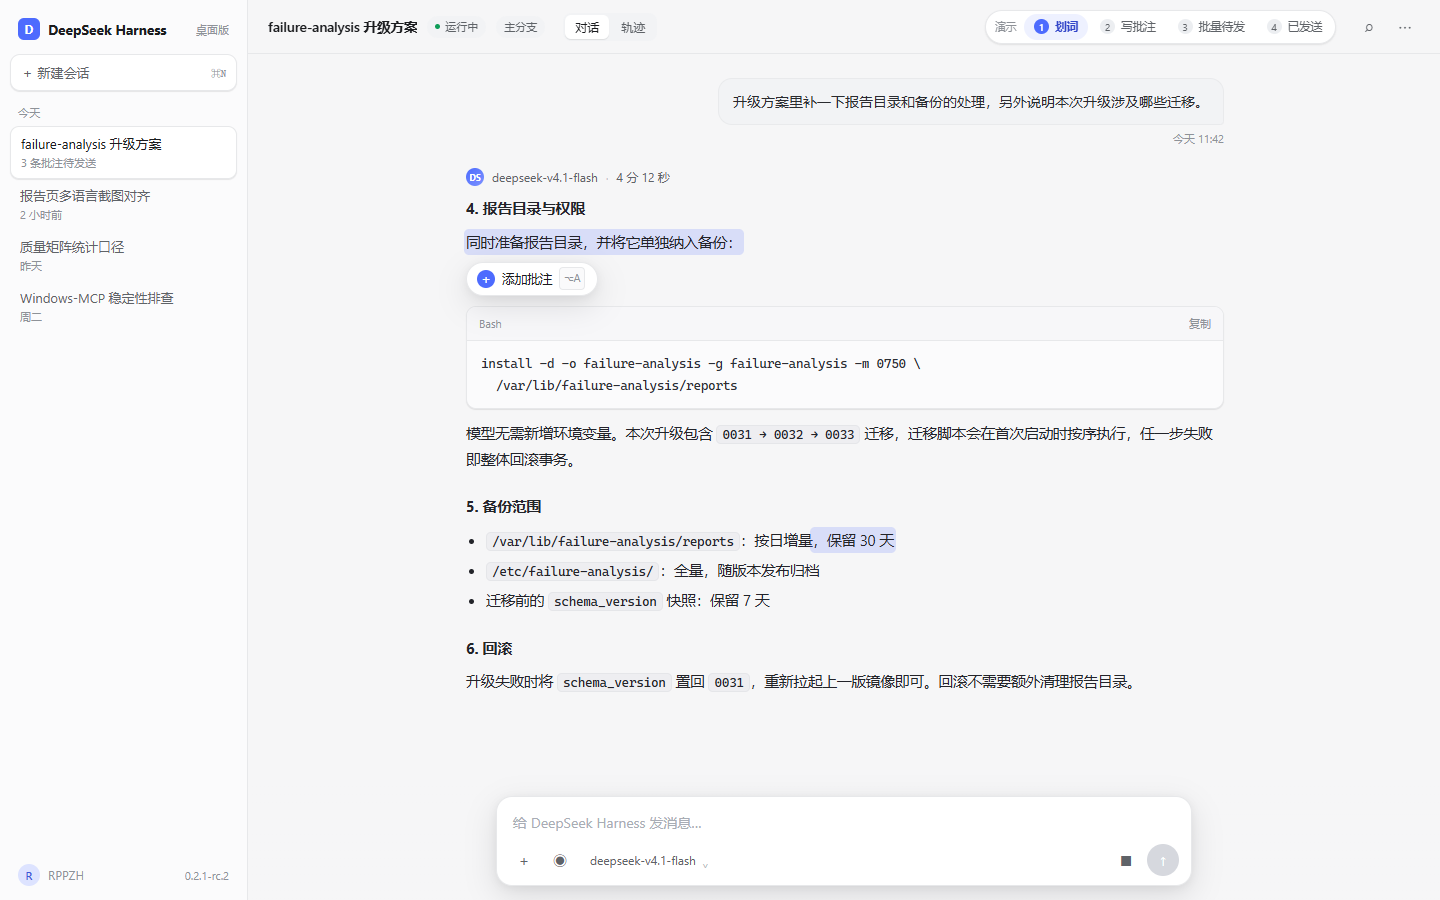 D DeepSeek Harness 桌面版
+ 新建会话 ⌘N
今天
failure-analysis 升级方案
3 条批注待发送
报告页多语言截图对齐
2 小时前
质量矩阵统计口径
昨天
Windows-MCP 稳定性排查
周二
R RPPZH 0.2.1-rc.2
failure-analysis 升级方案 运行中 主分支 对话 轨迹
演示 1 划词 2 写批注 3 批量待发 4 已发送
升级方案里补一下报告目录和备份的处理，另外说明本次升级涉及哪些迁移。
今天 11:42
DS deepseek-v4.1-flash · 4 分 12 秒
4. 报告目录与权限
同时准备报告目录，并将它单独纳入备份：
+ 添加批注 ⌥A
Bash 复制
install -d -o failure-analysis -g failure-analysis -m 0750 \
/var/lib/failure-analysis/reports
模型无需新增环境变量。本次升级包含 0031 → 0032 → 0033 迁移，迁移脚本会在首次启动时按序执行，任一步失败
即整体回滚事务。
5. 备份范围
• /var/lib/failure-analysis/reports：按日增量，保留 30 天
• /etc/failure-analysis/：全量，随版本发布归档
• 迁移前的 schema_version 快照：保留 7 天
6. 回滚
升级失败时将 schema_version 置回 0031，重新拉起上一版镜像即可。回滚不需要额外清理报告目录。
给 DeepSeek Harness 发消息...
+ deepseek-v4.1-flash